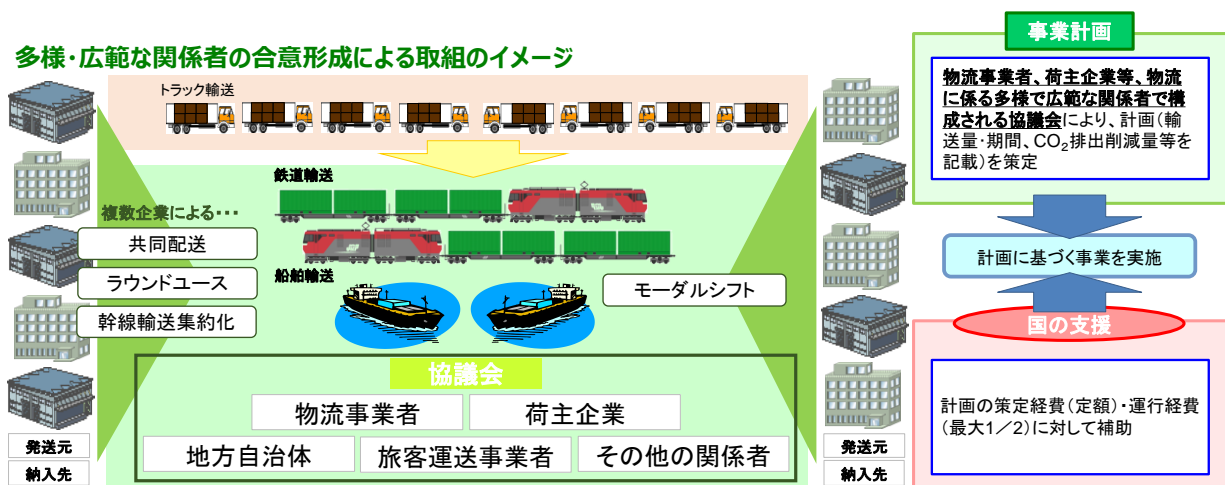 多様・広範な関係者の合意形成による取組のイメージ
トラック輸送
鉄道輸送
複数企業による･･･
共同配送
ラウンドユース
幹線輸送集約化
船舶輸送
モーダルシフト
協議会
物流事業者
荷主企業
地方自治体
旅客運送事業者
その他の関係者
発送元
納入先
発送元
納入先
事業計画
物流事業者、荷主企業等、物流
に係る多様で広範な関係者で構
成される協議会により、計画（輸
送量・期間、CO₂排出削減量等を
記載）を策定
計画に基づく事業を実施
国の支援
計画の策定経費（定額）・運行経費
（最大1／2）に対して補助